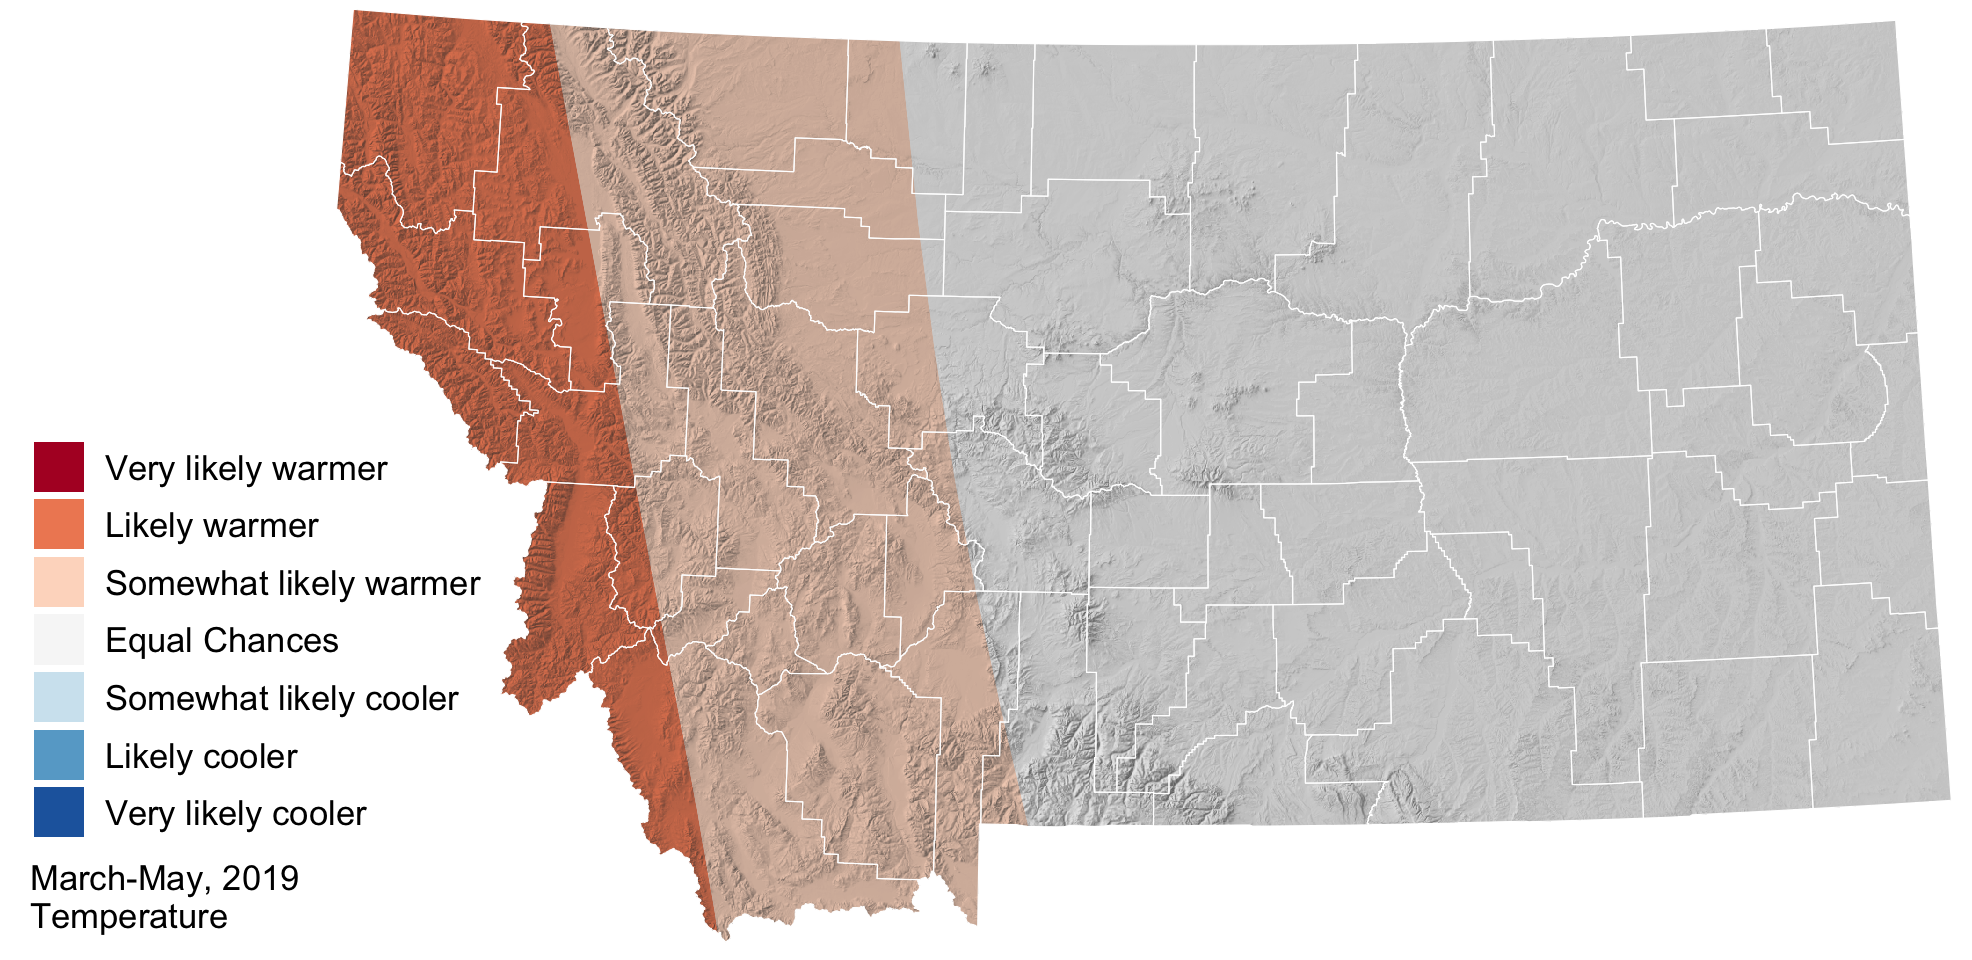 Very likely warmer
Likely warmer
Somewhat likely warmer
Equal Chances
Somewhat likely cooler
Likely cooler
Very likely cooler
March-May, 2019
Temperature